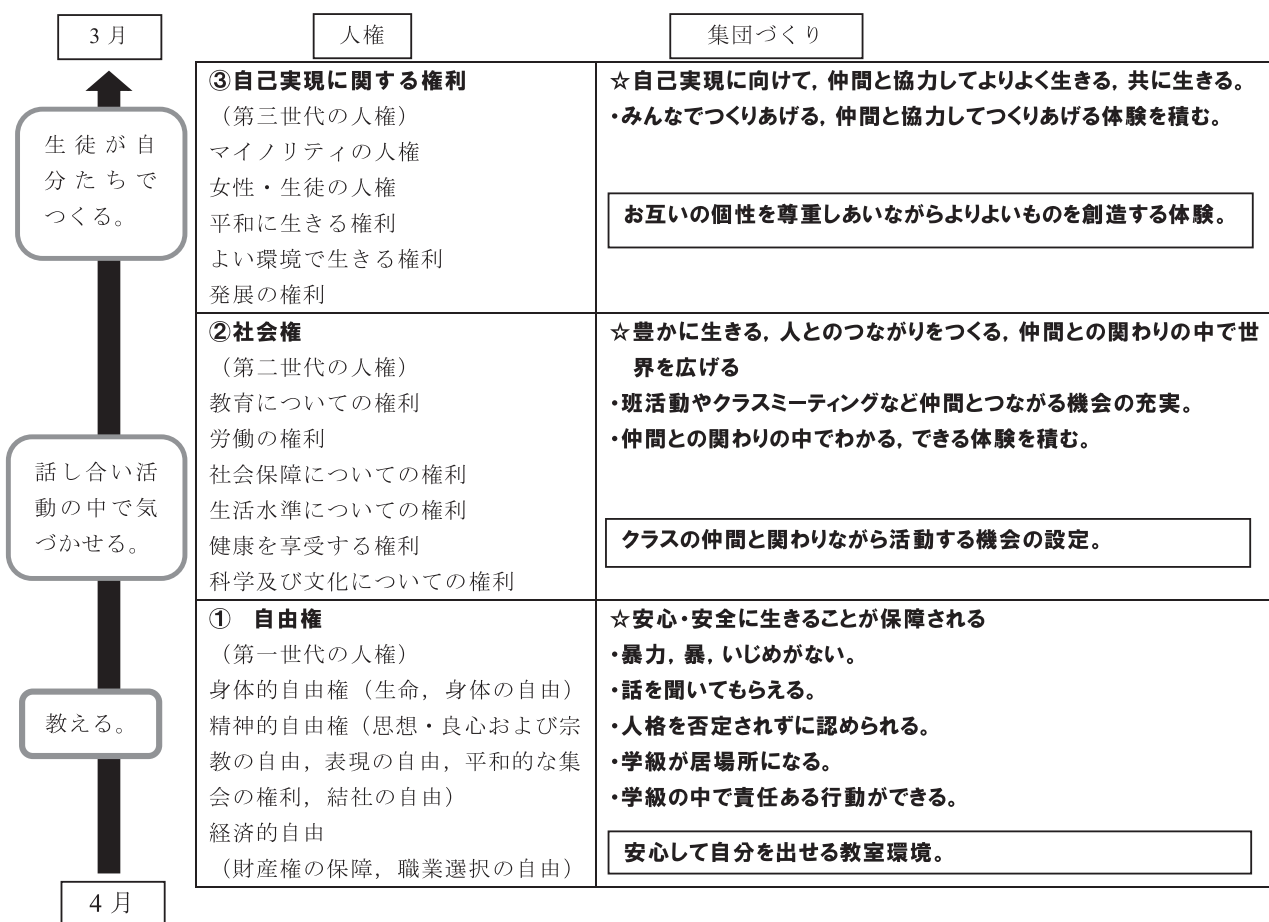 3月
人権
集団づくり
生徒が自
分たちで
つくる。
③自己実現に関する権利
（第三世代の人権）
マイノリティの人権
女性・生徒の人権
平和に生きる権利
よい環境で生きる権利
発展の権利
☆自己実現に向けて，仲間と協力してよりよく生きる，共に生きる。
・みんなでつくりあげる，仲間と協力してつくりあげる体験を積む。
お互いの個性を尊重しあいながらよりよいものを創造する体験。
話し合い活
動の中で気
づかせる。
②社会権
（第二世代の人権）
教育についての権利
労働の権利
社会保障についての権利
生活水準についての権利
健康を享受する権利
科学及び文化についての権利
☆豊かに生きる，人とのつながりをつくる，仲間との関わりの中で世
界を広げる
・班活動やクラスミーティングなど仲間とつながる機会の充実。
・仲間との関わりの中でわかる，できる体験を積む。
クラスの仲間と関わりながら活動する機会の設定。
教える。
①　自由権
（第一世代の人権）
身体的自由権（生命，身体の自由）
精神的自由権（思想・良心および宗
教の自由，表現の自由，平和的な集
会の権利，結社の自由）
経済的自由
（財産権の保障，職業選択の自由）
☆安心・安全に生きることが保障される
・暴力，暴，いじめがない。
・話を聞いてもらえる。
・人格を否定されずに認められる。
・学級が居場所になる。
・学級の中で責任ある行動ができる。
安心して自分を出せる教室環境。
4月